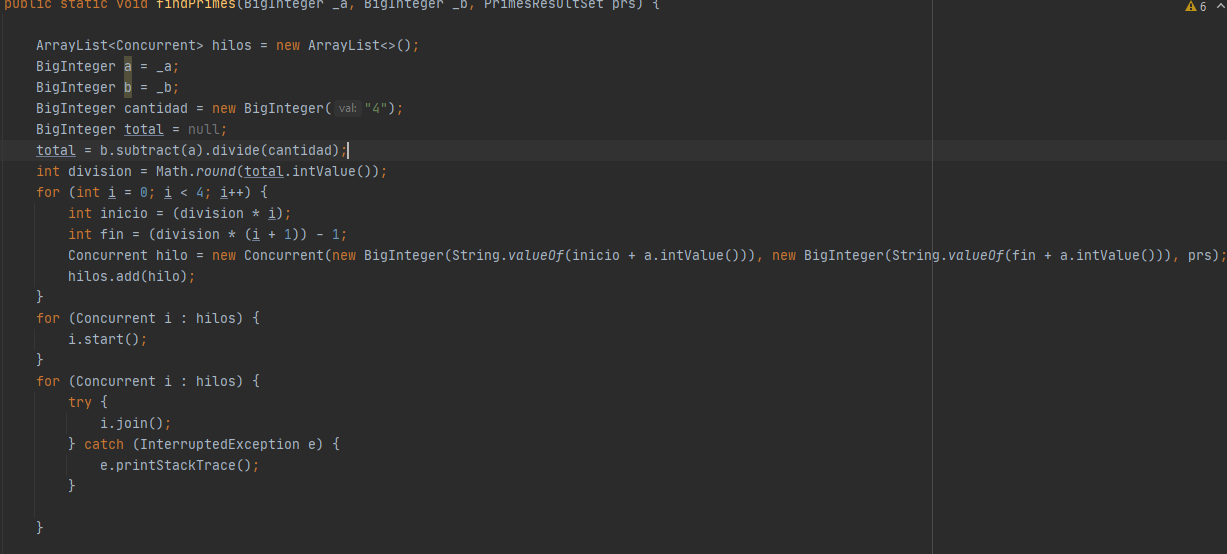 public static void findPrimes(BigInteger _a, BigInteger _b, PrimesResultSet prs) {
6
ArrayList<Concurrent> hilos = new ArrayList<>();
BigInteger a = _a;
BigInteger b = _b;
BigInteger cantidad = new BigInteger( val: "4");
BigInteger total = null;
total = b.subtract(a).divide(cantidad);
int division = Math.round(total.intValue());
for (int i = 0; i < 4; i++) {
int inicio = (division * i);
int fin = (division * (i + 1)) - 1;
Concurrent hilo = new Concurrent(new BigInteger(String.valueOf(inicio + a.intValue())), new BigInteger(String.valueOf(fin + a.intValue())), prs);
hilos.add(hilo);
}
for (Concurrent i : hilos) {
i.start();
}
for (Concurrent i : hilos) {
try {
i.join();
} catch (InterruptedException e) {
e.printStackTrace();
}
}